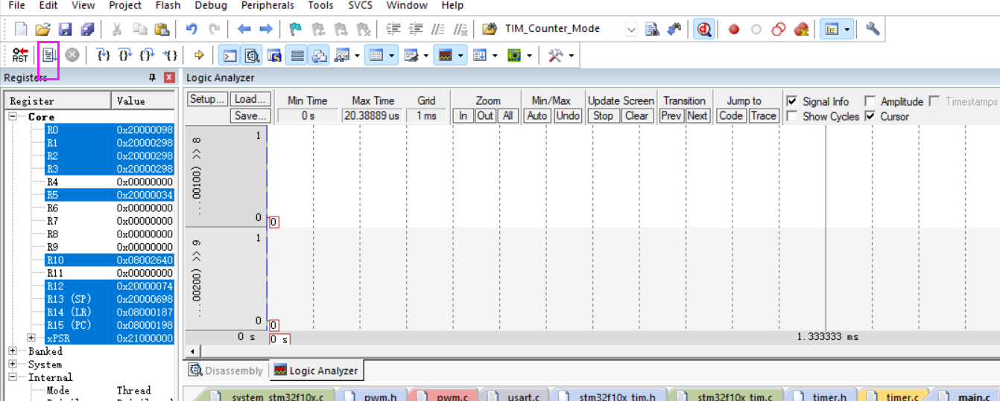 File Edit View Project Flash Debug Peripherals Tools SVCS Window Help
TIM_Counter_Mode
RST
Registers
Logic Analyzer
Register Value
Core
R0 0x20000098
R1 0x20000298
R2 0x20000298
R3 0x20000298
R4 0x00000000
R5 0x20000034
R6 0x00000000
R7 0x00000000
R8 0x00000000
R9 0x00000000
R10 0x08002640
R11 0x00000000
R12 0x20000074
R13 (SP) 0x20000698
R14 (LR) 0x08000187
R15 (PC) 0x08000198
xPSR 0x21000000
Banked
System
Internal
Mode Thread
Setup... Load... Min Time Max Time Grid Zoom Min/Max Update Screen Transition Jump to Signal Info Amplitude Timestamps
Save... 0 s 20.38889 us 1 ms In Out All Auto Undo Stop Clear Prev Next Code Trace Show Cycles Cursor
...00100) >> 8
1
0
0
...00200) >> 9
1
0
0
0 s 0 s 1.333333 ms
Disassembly Logic Analyzer
system_stm32f10x.c pwm.h pwm.c usart.c stm32f10x_tim.h stm32f10x_tim.c timer.h timer.c main.c